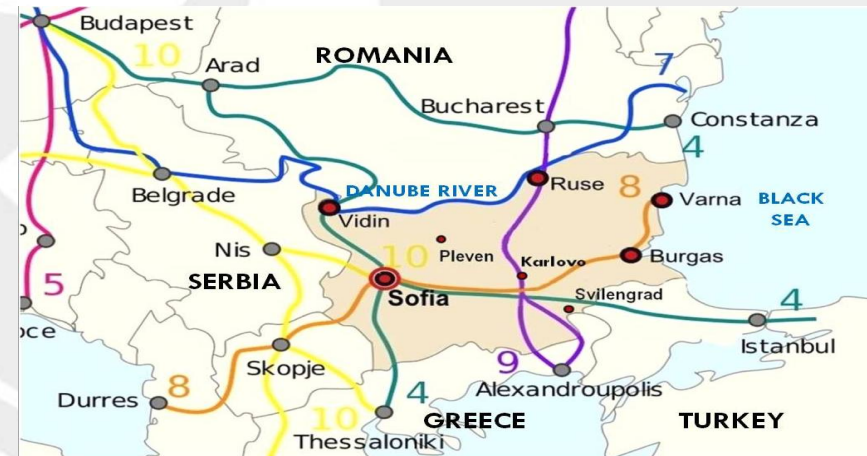 Budapest
10
ROMANIA
7
Arad
Bucharest
Constanza
4
Belgrade
DANUBE RIVER
Ruse
8
Varna
BLACK
SEA
Vidin
Nis
10
Pleven
Karlovo
Burgas
5
SERBIA
Sofia
Svilengrad
4
oce
Istanbul
Skopje
9
8
4
Alexandroupolis
Durres
10
GREECE
TURKEY
Thessaloniki